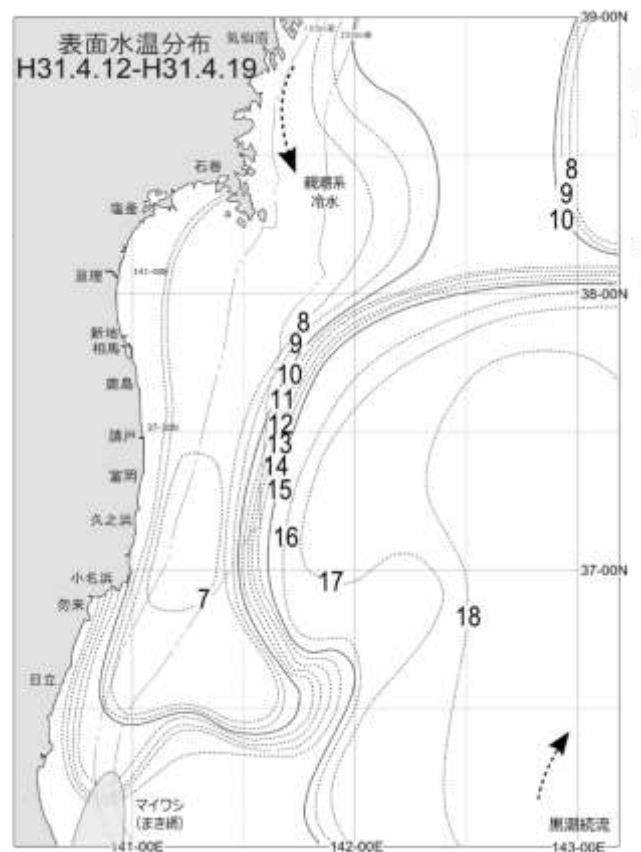 表面水温分布
H31.4.12-H31.4.19
気仙沼
39-00N
石巻
親潮系
冷水
塩釜
8
9
10
亘理
38-00N
新地
相馬
8
9
10
鹿島
11
12
13
14
15
請戸
富岡
16
久之浜
37-00N
小名浜
勿来
7
17
18
日立
マイワシ
(まき網)
黒潮続流
141-00E
142-00E
143-00E